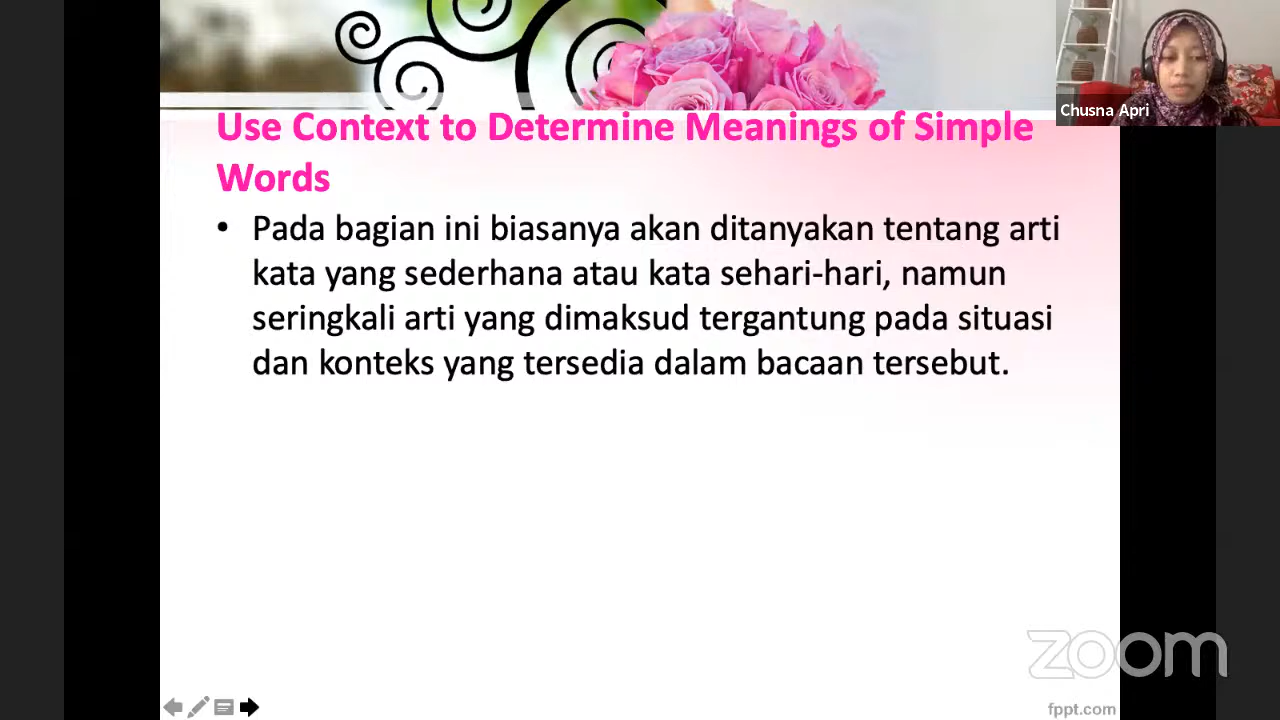 Use Context to Determine Meanings of Simple
Words
• Pada bagian ini biasanya akan ditanyakan tentang arti
kata yang sederhana atau kata sehari-hari, namun
seringkali arti yang dimaksud tergantung pada situasi
dan konteks yang tersedia dalam bacaan tersebut.
Chusna Apri
zoom
fppt.com